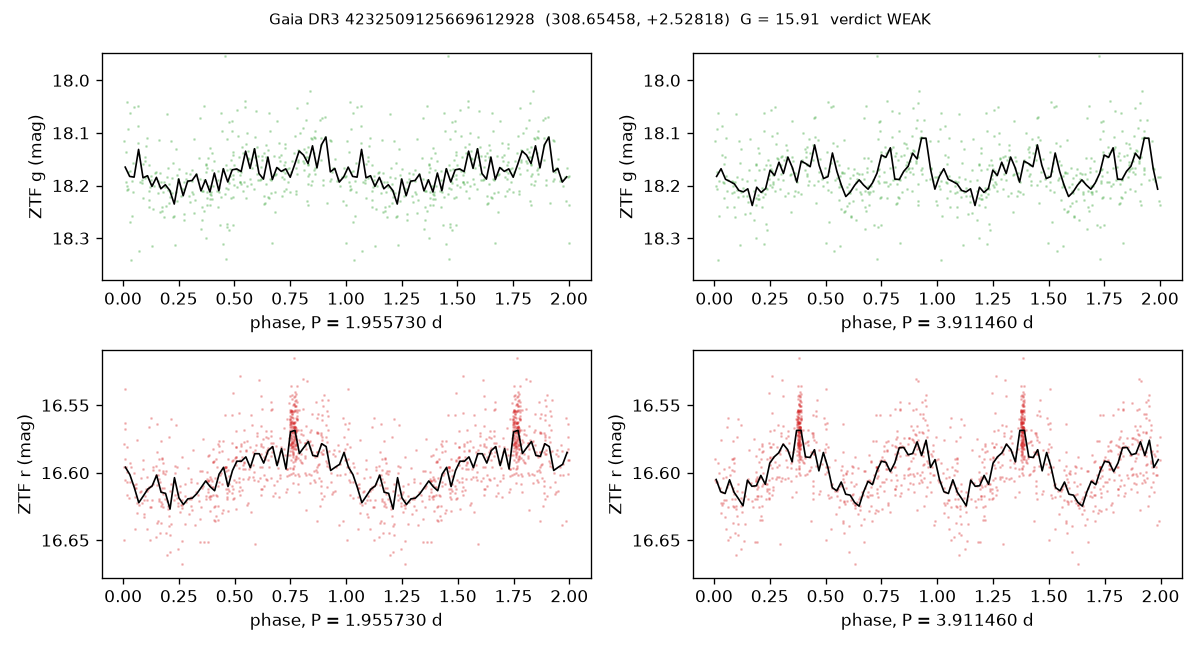 Gaia DR3 4232509125669612928 (308.65458, +2.52818) G = 15.91 verdict WEAK
ZTF g (mag)
18.0
18.1
18.2
18.3
0.00 0.25 0.50 0.75 1.00 1.25 1.50 1.75 2.00
phase, P = 1.955730 d
ZTF g (mag)
18.0
18.1
18.2
18.3
0.00 0.25 0.50 0.75 1.00 1.25 1.50 1.75 2.00
phase, P = 3.911460 d
ZTF r (mag)
16.55
16.60
16.65
0.00 0.25 0.50 0.75 1.00 1.25 1.50 1.75 2.00
phase, P = 1.955730 d
ZTF r (mag)
16.55
16.60
16.65
0.00 0.25 0.50 0.75 1.00 1.25 1.50 1.75 2.00
phase, P = 3.911460 d